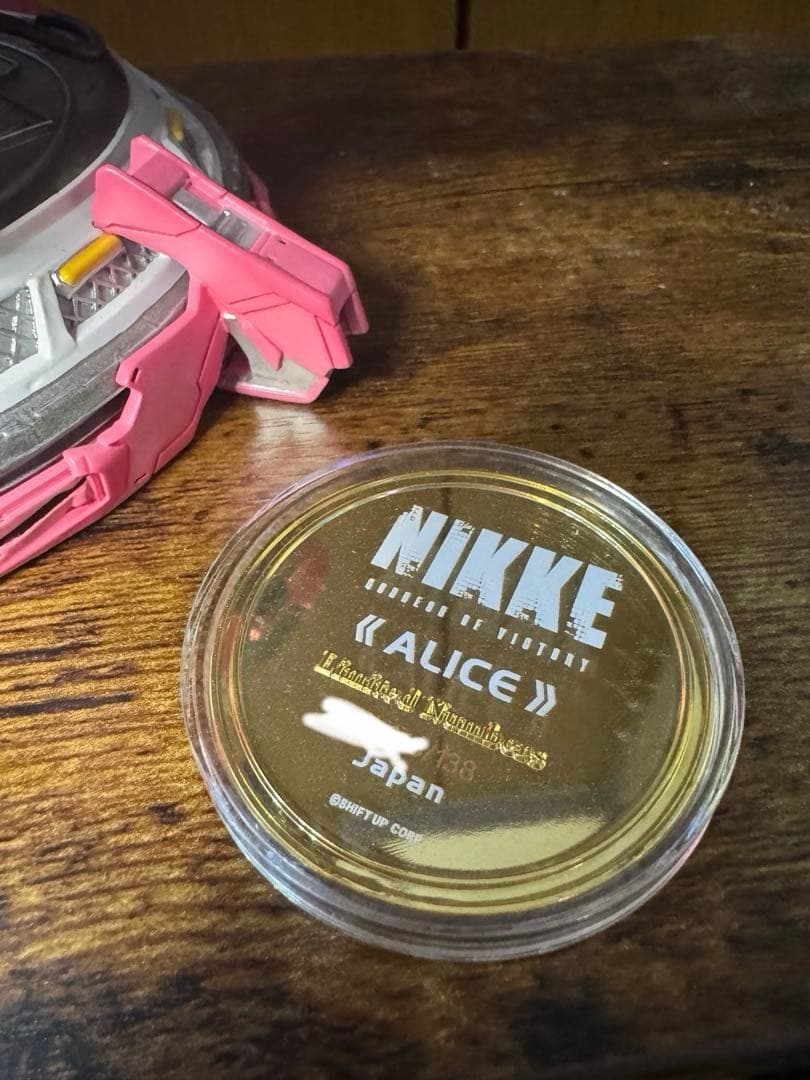 NIKKE
GODDESS OF VICTORY
《ALICE》
Limited Numbers
/138
Japan
©SHIFT UP CORP